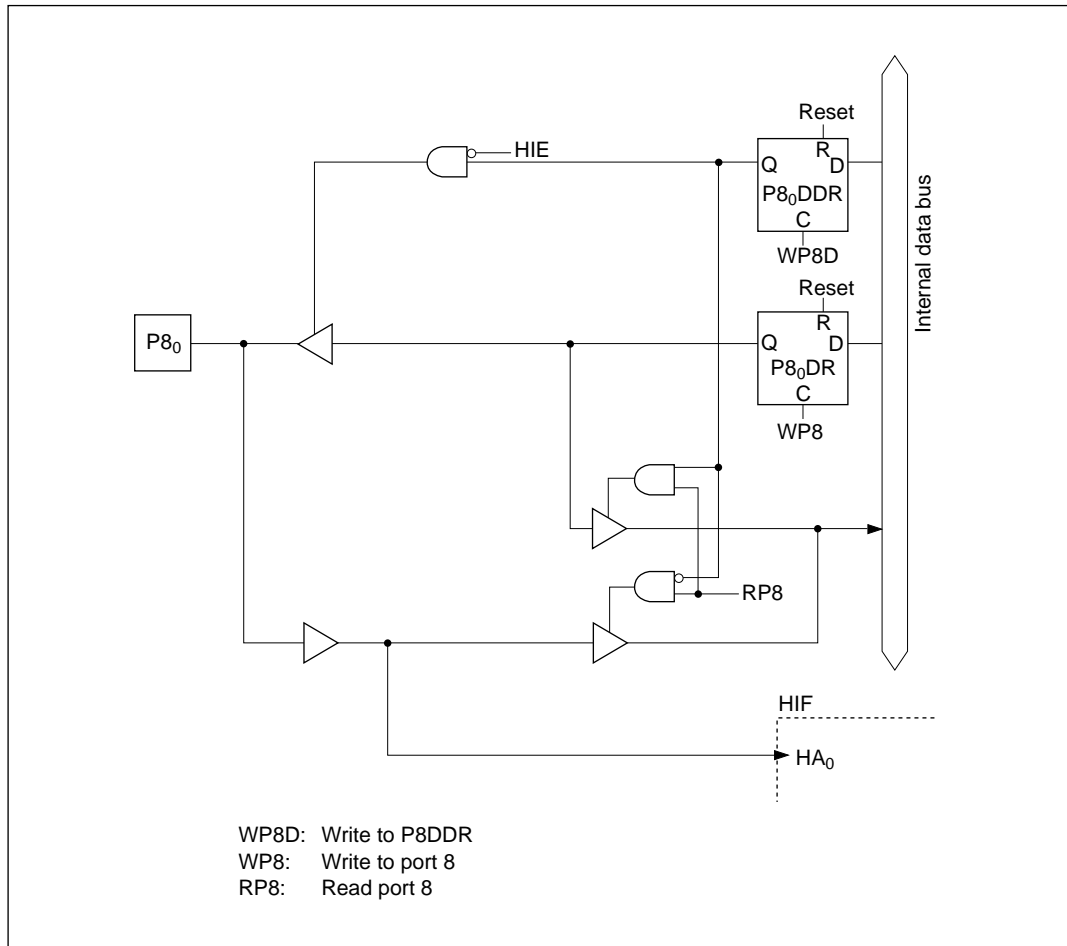 Reset
HIE
Q
R
D
P8₀DDR
C
WP8D
Internal data bus
Reset
P8₀
Q
R
D
P8₀DR
C
WP8
RP8
HIF
HA₀
WP8D: Write to P8DDR
WP8: Write to port 8
RP8: Read port 8